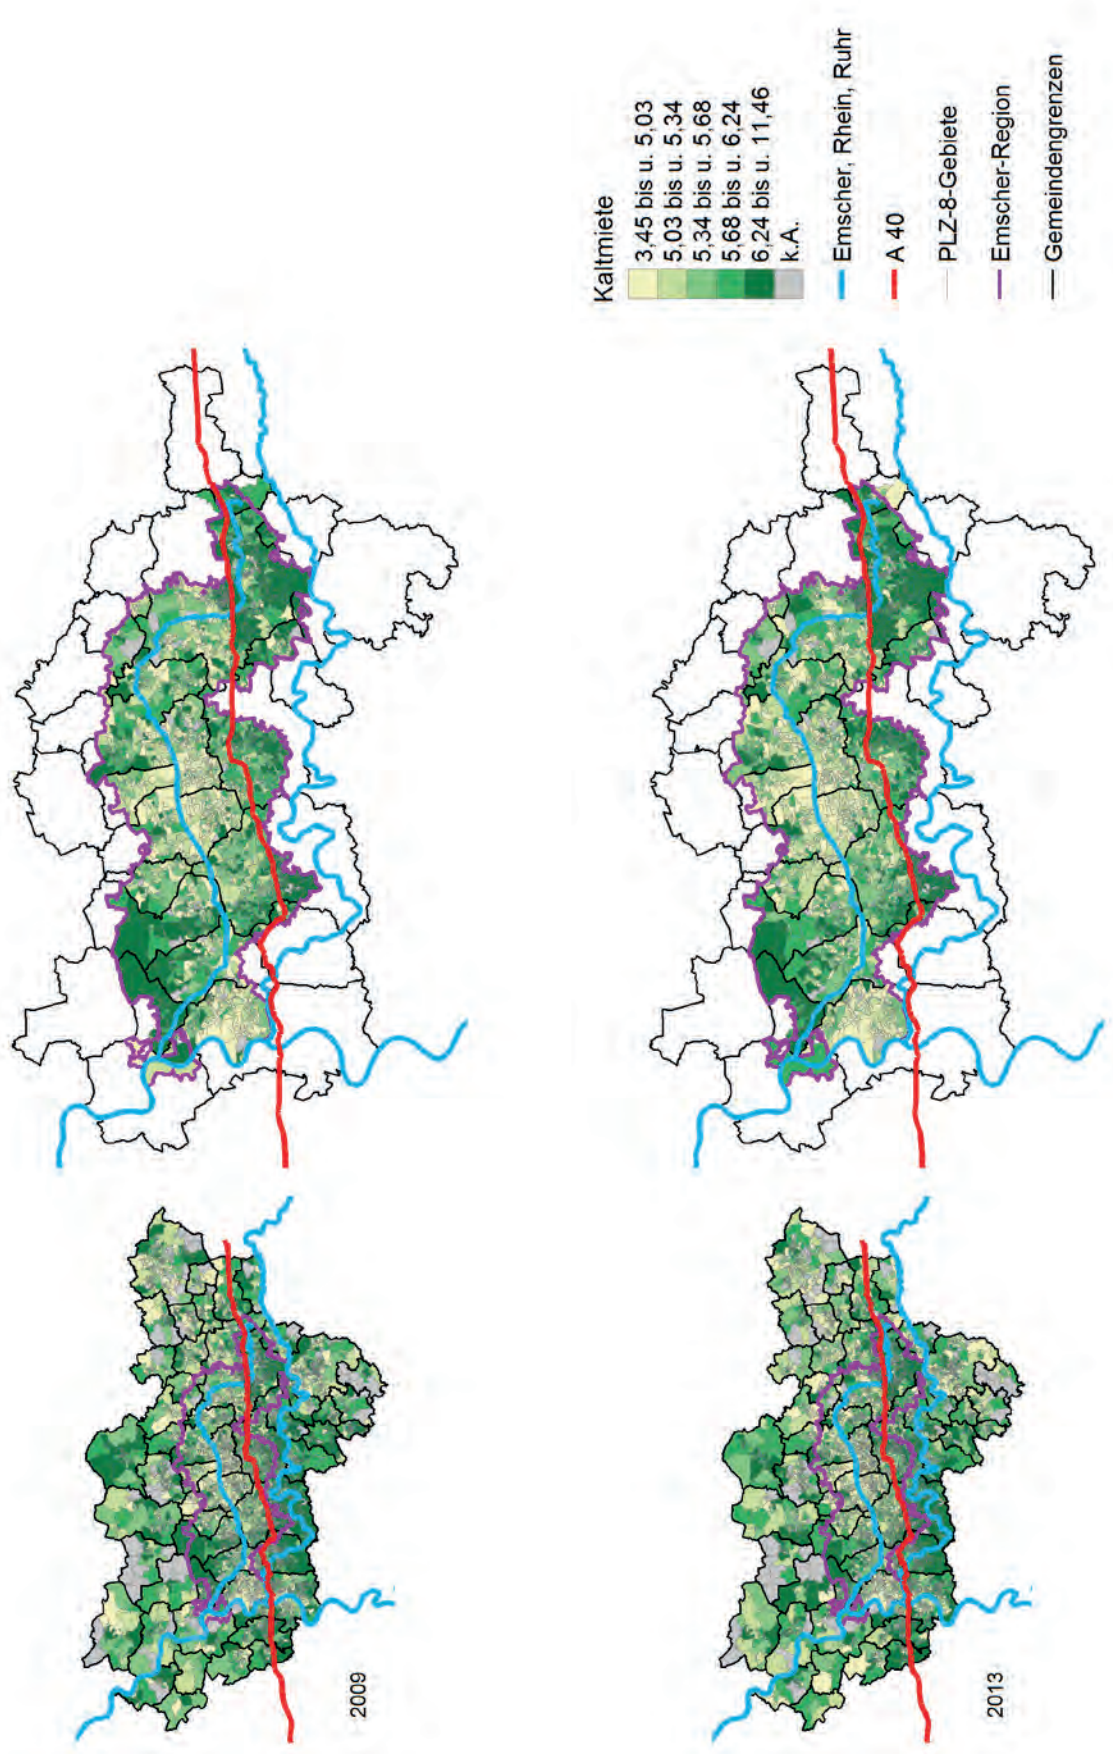 Kaltmiete
3,45 bis u. 5,03
5,03 bis u. 5,34
5,34 bis u. 5,68
5,68 bis u. 6,24
6,24 bis u. 11,46
k.A.
Emscher, Rhein, Ruhr
A 40
PLZ-8-Gebiete
Emscher-Region
Gemeindengrenzen
2009
2013